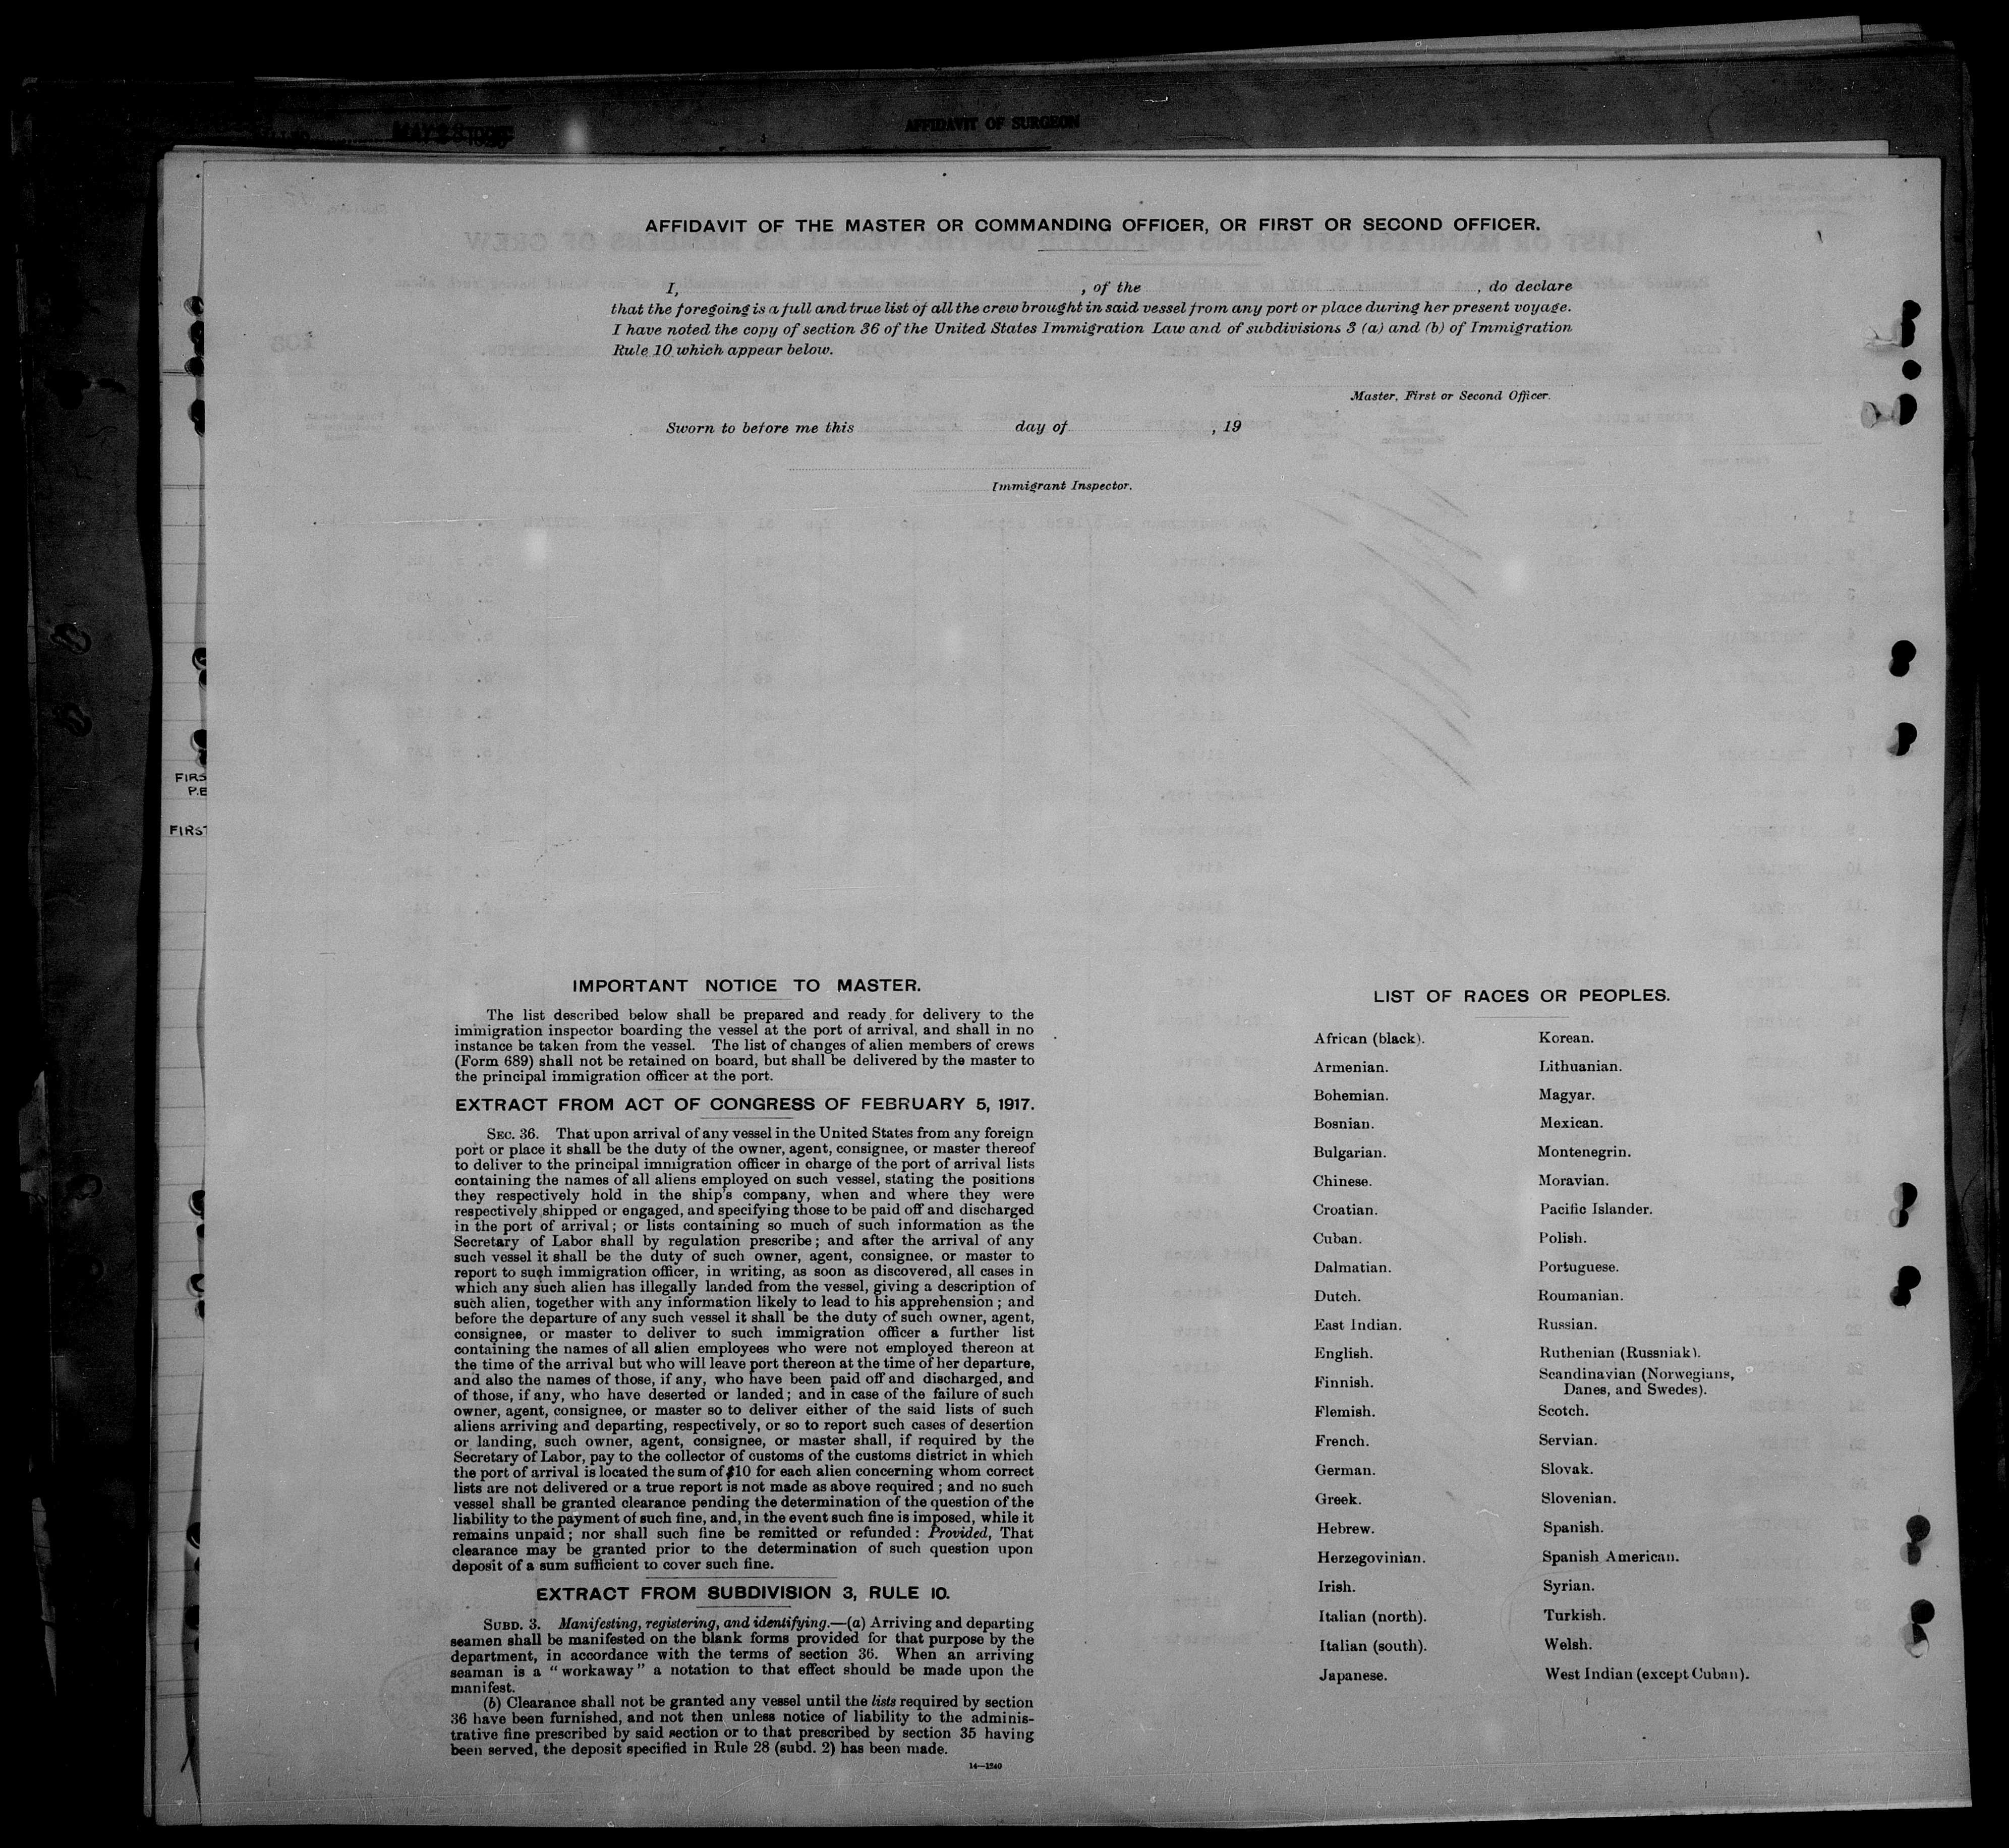 AFFIDAVIT OF SURGEON
AFFIDAVIT OF THE MASTER OR COMMANDING OFFICER, OR FIRST OR SECOND OFFICER.
I, , of the , do declare
that the foregoing is a full and true list of all the crew brought in said vessel from any port or place during her present voyage.
I have noted the copy of section 36 of the United States Immigration Law and of subdivisions 3 (a) and (b) of Immigration
Rule 10 which appear below.
Master, First or Second Officer.
Sworn to before me this day of , 19
Immigrant Inspector.
FIRS
P.E
FIRST
IMPORTANT NOTICE TO MASTER.
The list described below shall be prepared and ready for delivery to the
immigration inspector boarding the vessel at the port of arrival, and shall in no
instance be taken from the vessel. The list of changes of alien members of crews
(Form 689) shall not be retained on board, but shall be delivered by the master to
the principal immigration officer at the port.
EXTRACT FROM ACT OF CONGRESS OF FEBRUARY 5, 1917.
SEC. 36. That upon arrival of any vessel in the United States from any foreign
port or place it shall be the duty of the owner, agent, consignee, or master thereof
to deliver to the principal immigration officer in charge of the port of arrival lists
containing the names of all aliens employed on such vessel, stating the positions
they respectively hold in the ship's company, when and where they were
respectively shipped or engaged, and specifying those to be paid off and discharged
in the port of arrival; or lists containing so much of such information as the
Secretary of Labor shall by regulation prescribe; and after the arrival of any
such vessel it shall be the duty of such owner, agent, consignee, or master to
report to such immigration officer, in writing, as soon as discovered, all cases in
which any such alien has illegally landed from the vessel, giving a description of
such alien, together with any information likely to lead to his apprehension; and
before the departure of any such vessel it shall be the duty of such owner, agent,
consignee, or master to deliver to such immigration officer a further list
containing the names of all alien employees who were not employed thereon at
the time of the arrival but who will leave port thereon at the time of her departure,
and also the names of those, if any, who have been paid off and discharged, and
of those, if any, who have deserted or landed; and in case of the failure of such
owner, agent, consignee, or master so to deliver either of the said lists of such
aliens arriving and departing, respectively, or so to report such cases of desertion
or landing, such owner, agent, consignee, or master shall, if required by the
Secretary of Labor, pay to the collector of customs of the customs district in which
the port of arrival is located the sum of $10 for each alien concerning whom correct
lists are not delivered or a true report is not made as above required; and no such
vessel shall be granted clearance pending the determination of the question of the
liability to the payment of such fine, and, in the event such fine is imposed, while it
remains unpaid; nor shall such fine be remitted or refunded: Provided, That
clearance may be granted prior to the determination of such question upon
deposit of a sum sufficient to cover such fine.
EXTRACT FROM SUBDIVISION 3, RULE 10.
SUBD. 3. Manifesting, registering, and identifying.—(a) Arriving and departing
seamen shall be manifested on the blank forms provided for that purpose by the
department, in accordance with the terms of section 36. When an arriving
seaman is a "workaway" a notation to that effect should be made upon the
manifest.
(b) Clearance shall not be granted any vessel until the lists required by section
36 have been furnished, and not then unless notice of liability to the adminis-
trative fine prescribed by said section or to that prescribed by section 35 having
been served, the deposit specified in Rule 28 (subd. 2) has been made.
14—1240
LIST OF RACES OR PEOPLES.
African (black).
Armenian.
Bohemian.
Bosnian.
Bulgarian.
Chinese.
Croatian.
Cuban.
Dalmatian.
Dutch.
East Indian.
English.
Finnish.
Flemish.
French.
German.
Greek.
Hebrew.
Herzegovinian.
Irish.
Italian (north).
Italian (south).
Japanese.
Korean.
Lithuanian.
Magyar.
Mexican.
Montenegrin.
Moravian.
Pacific Islander.
Polish.
Portuguese.
Roumanian.
Russian.
Ruthenian (Russniak).
Scandinavian (Norwegians,
Danes, and Swedes).
Scotch.
Servian.
Slovak.
Slovenian.
Spanish.
Spanish American.
Syrian.
Turkish.
Welsh.
West Indian (except Cuban).